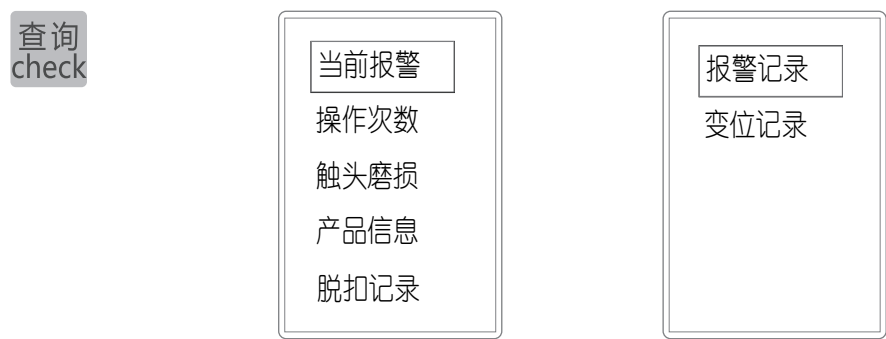 查询
check
当前报警
操作次数
触头磨损
产品信息
脱扣记录
报警记录
变位记录